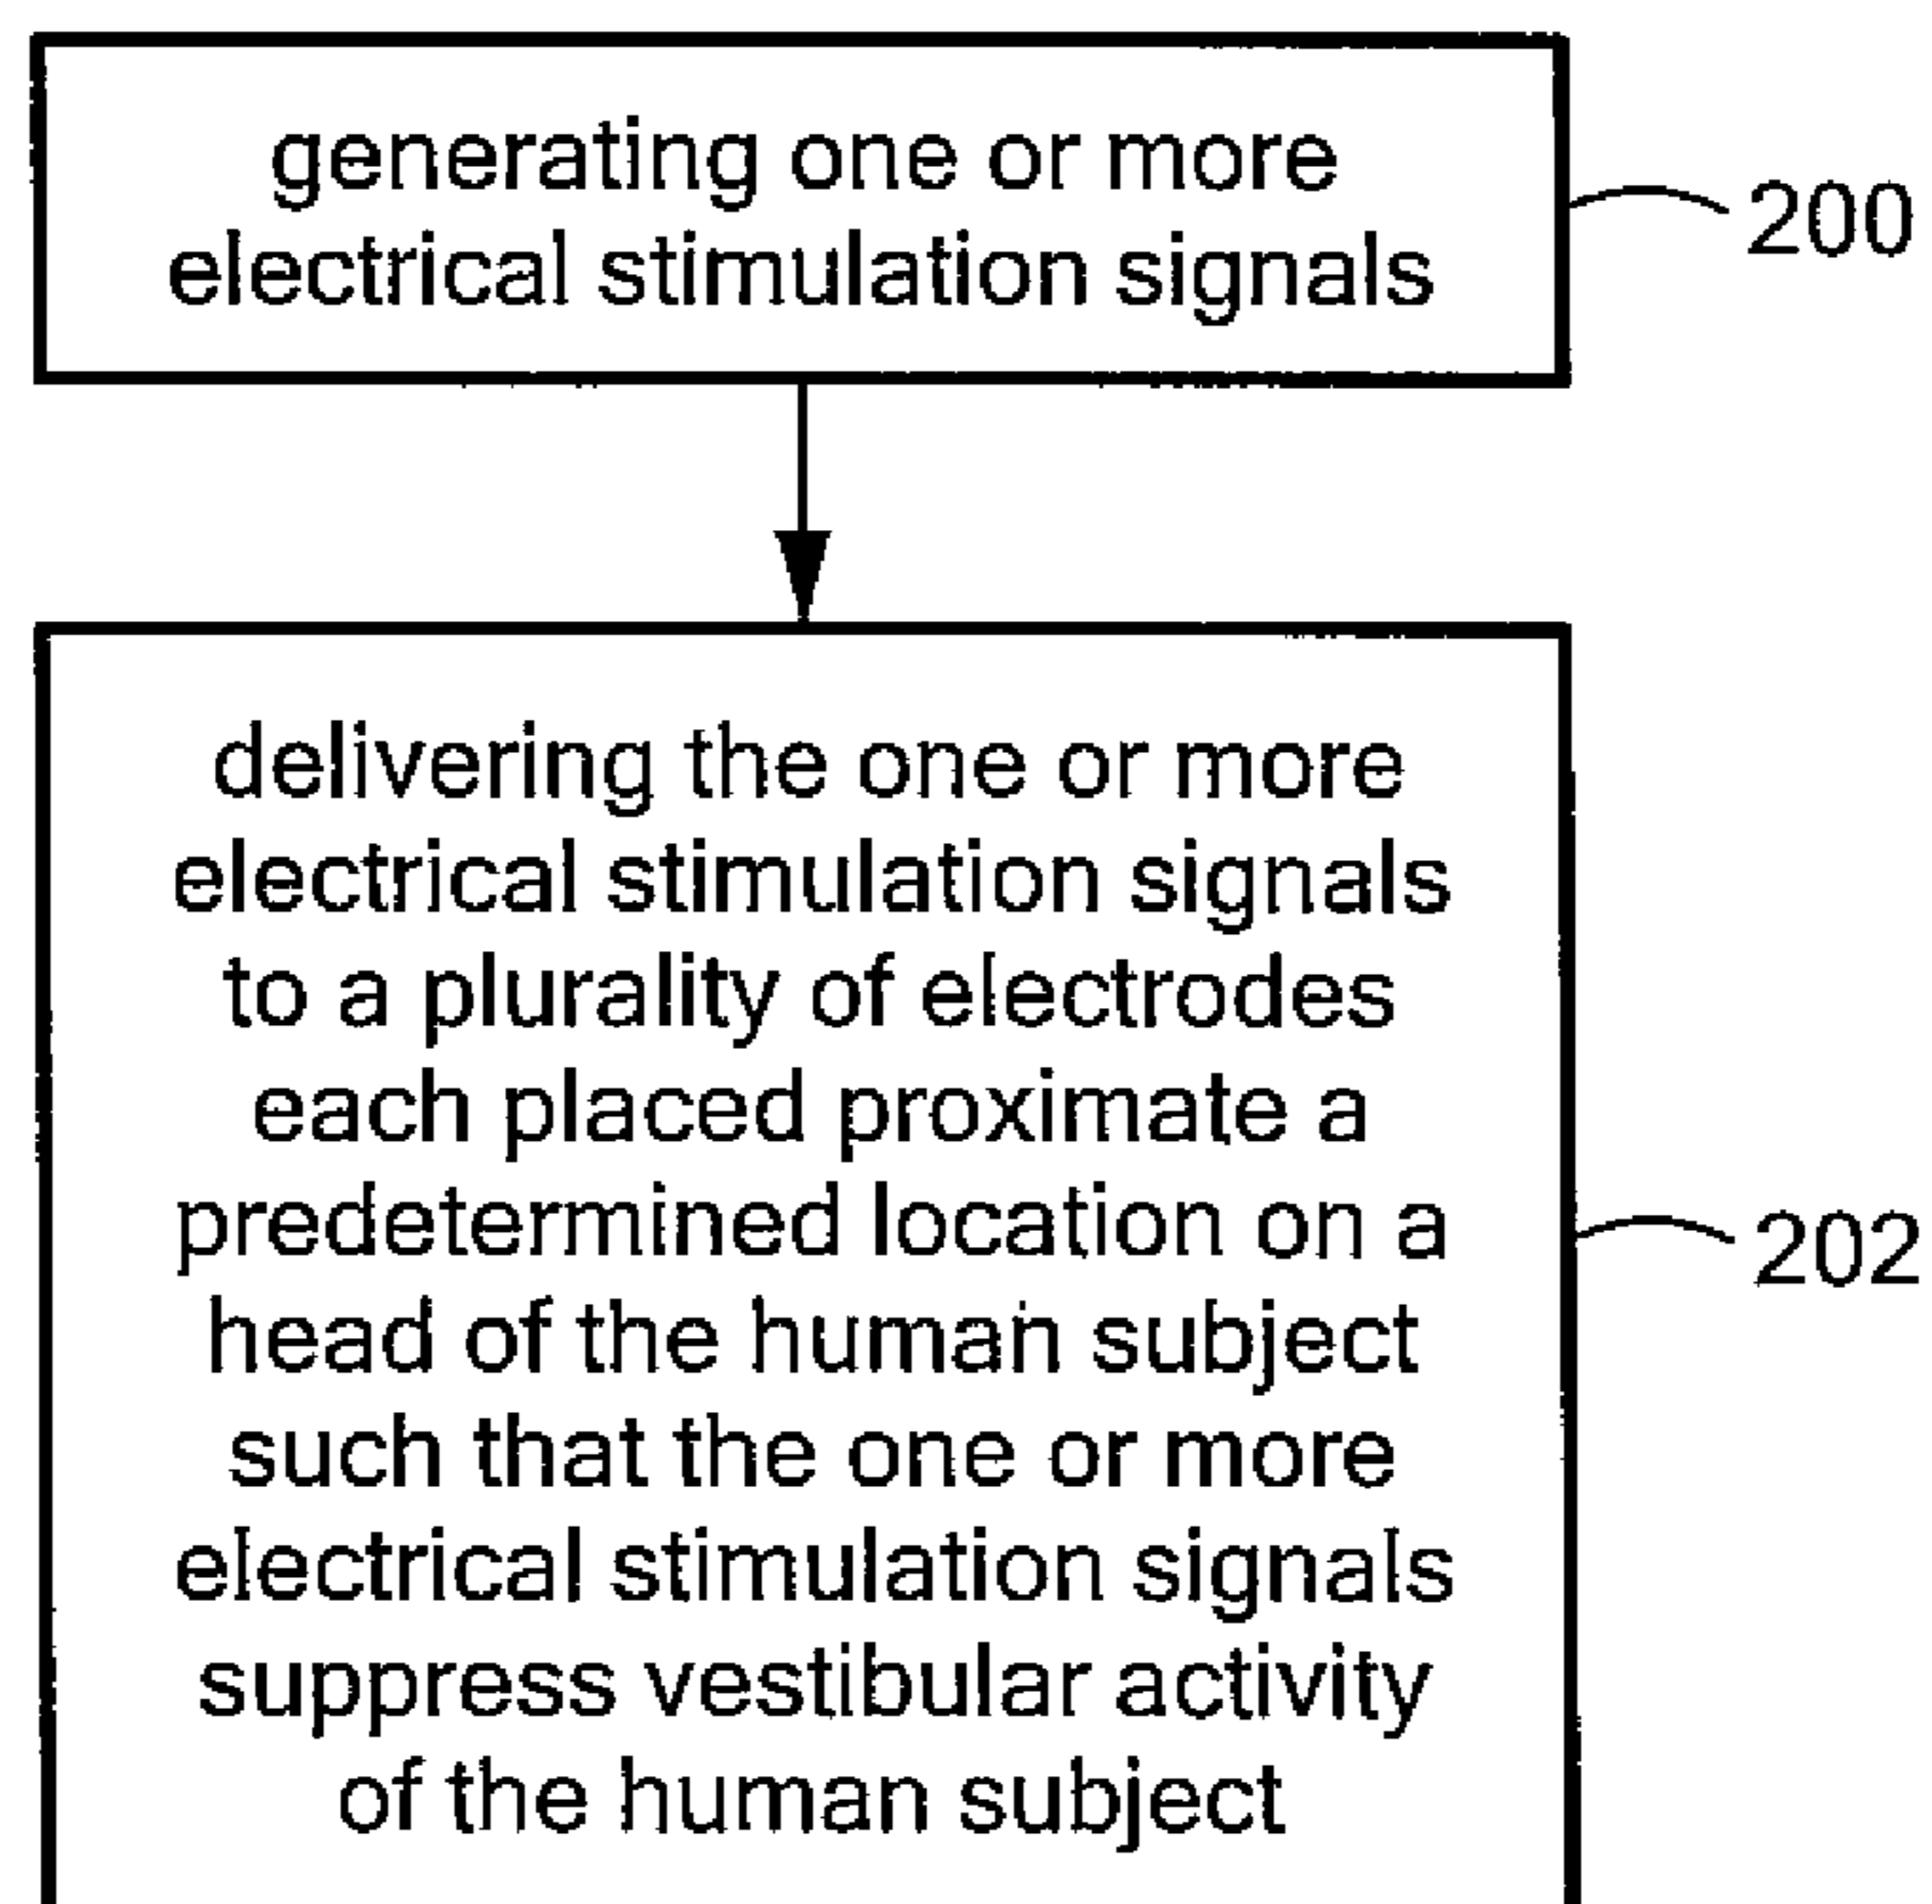 generating one or more
electrical stimulation signals
200
delivering the one or more
electrical stimulation signals
to a plurality of electrodes
each placed proximate a
predetermined location on a
head of the human subject
such that the one or more
electrical stimulation signals
suppress vestibular activity
of the human subject
202